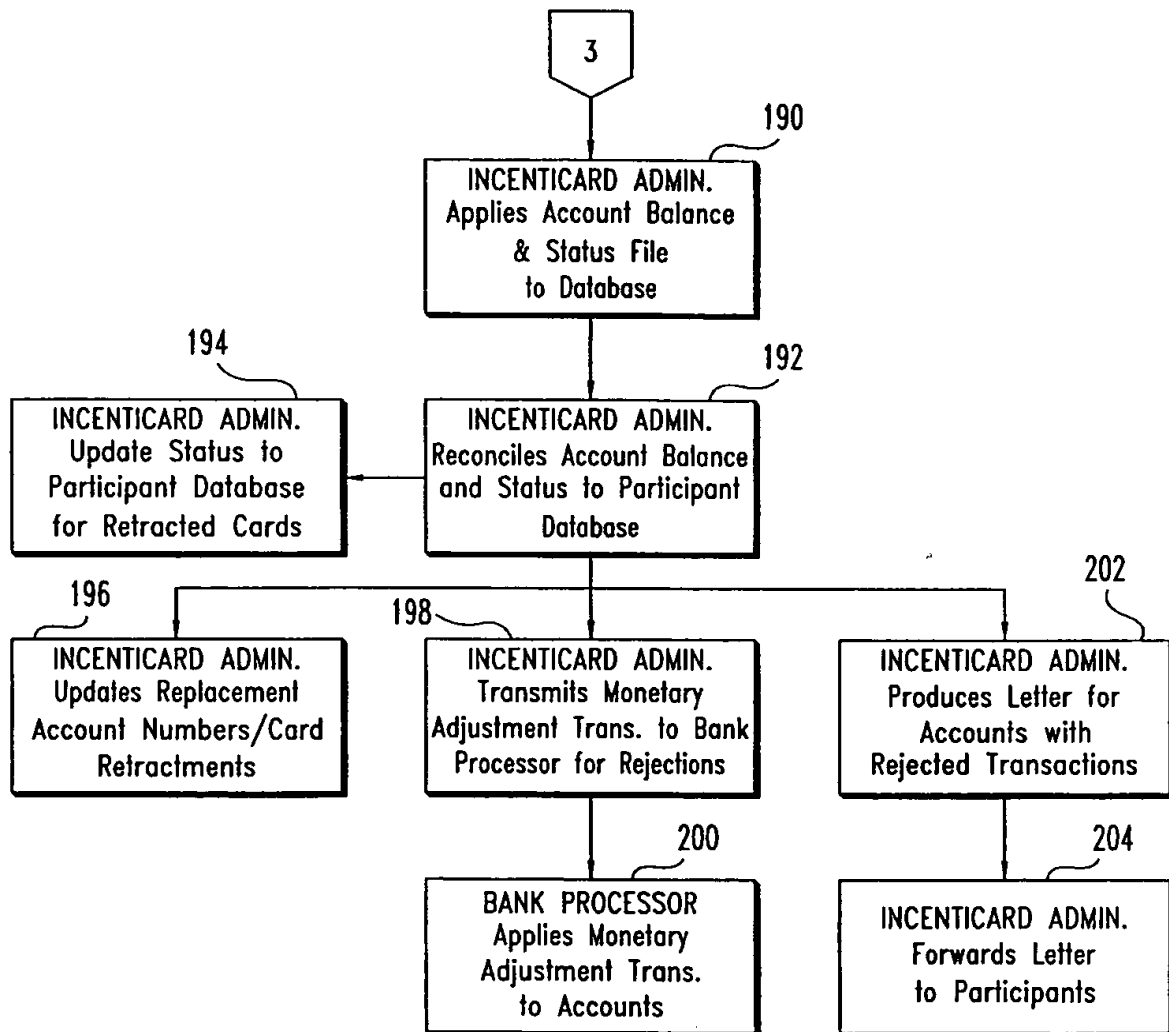 3
190
INCENTICARD ADMIN.
Applies Account Balance
& Status File
to Database
194
INCENTICARD ADMIN.
Update Status to
Participant Database
for Retracted Cards
192
INCENTICARD ADMIN.
Reconciles Account Balance
and Status to Participant
Database
196
INCENTICARD ADMIN.
Updates Replacement
Account Numbers/Card
Retractments
198
INCENTICARD ADMIN.
Transmits Monetary
Adjustment Trans. to Bank
Processor for Rejections
202
INCENTICARD ADMIN.
Produces Letter for
Accounts with
Rejected Transactions
200
BANK PROCESSOR
Applies Monetary
Adjustment Trans.
to Accounts
204
INCENTICARD ADMIN.
Forwards Letter
to Participants